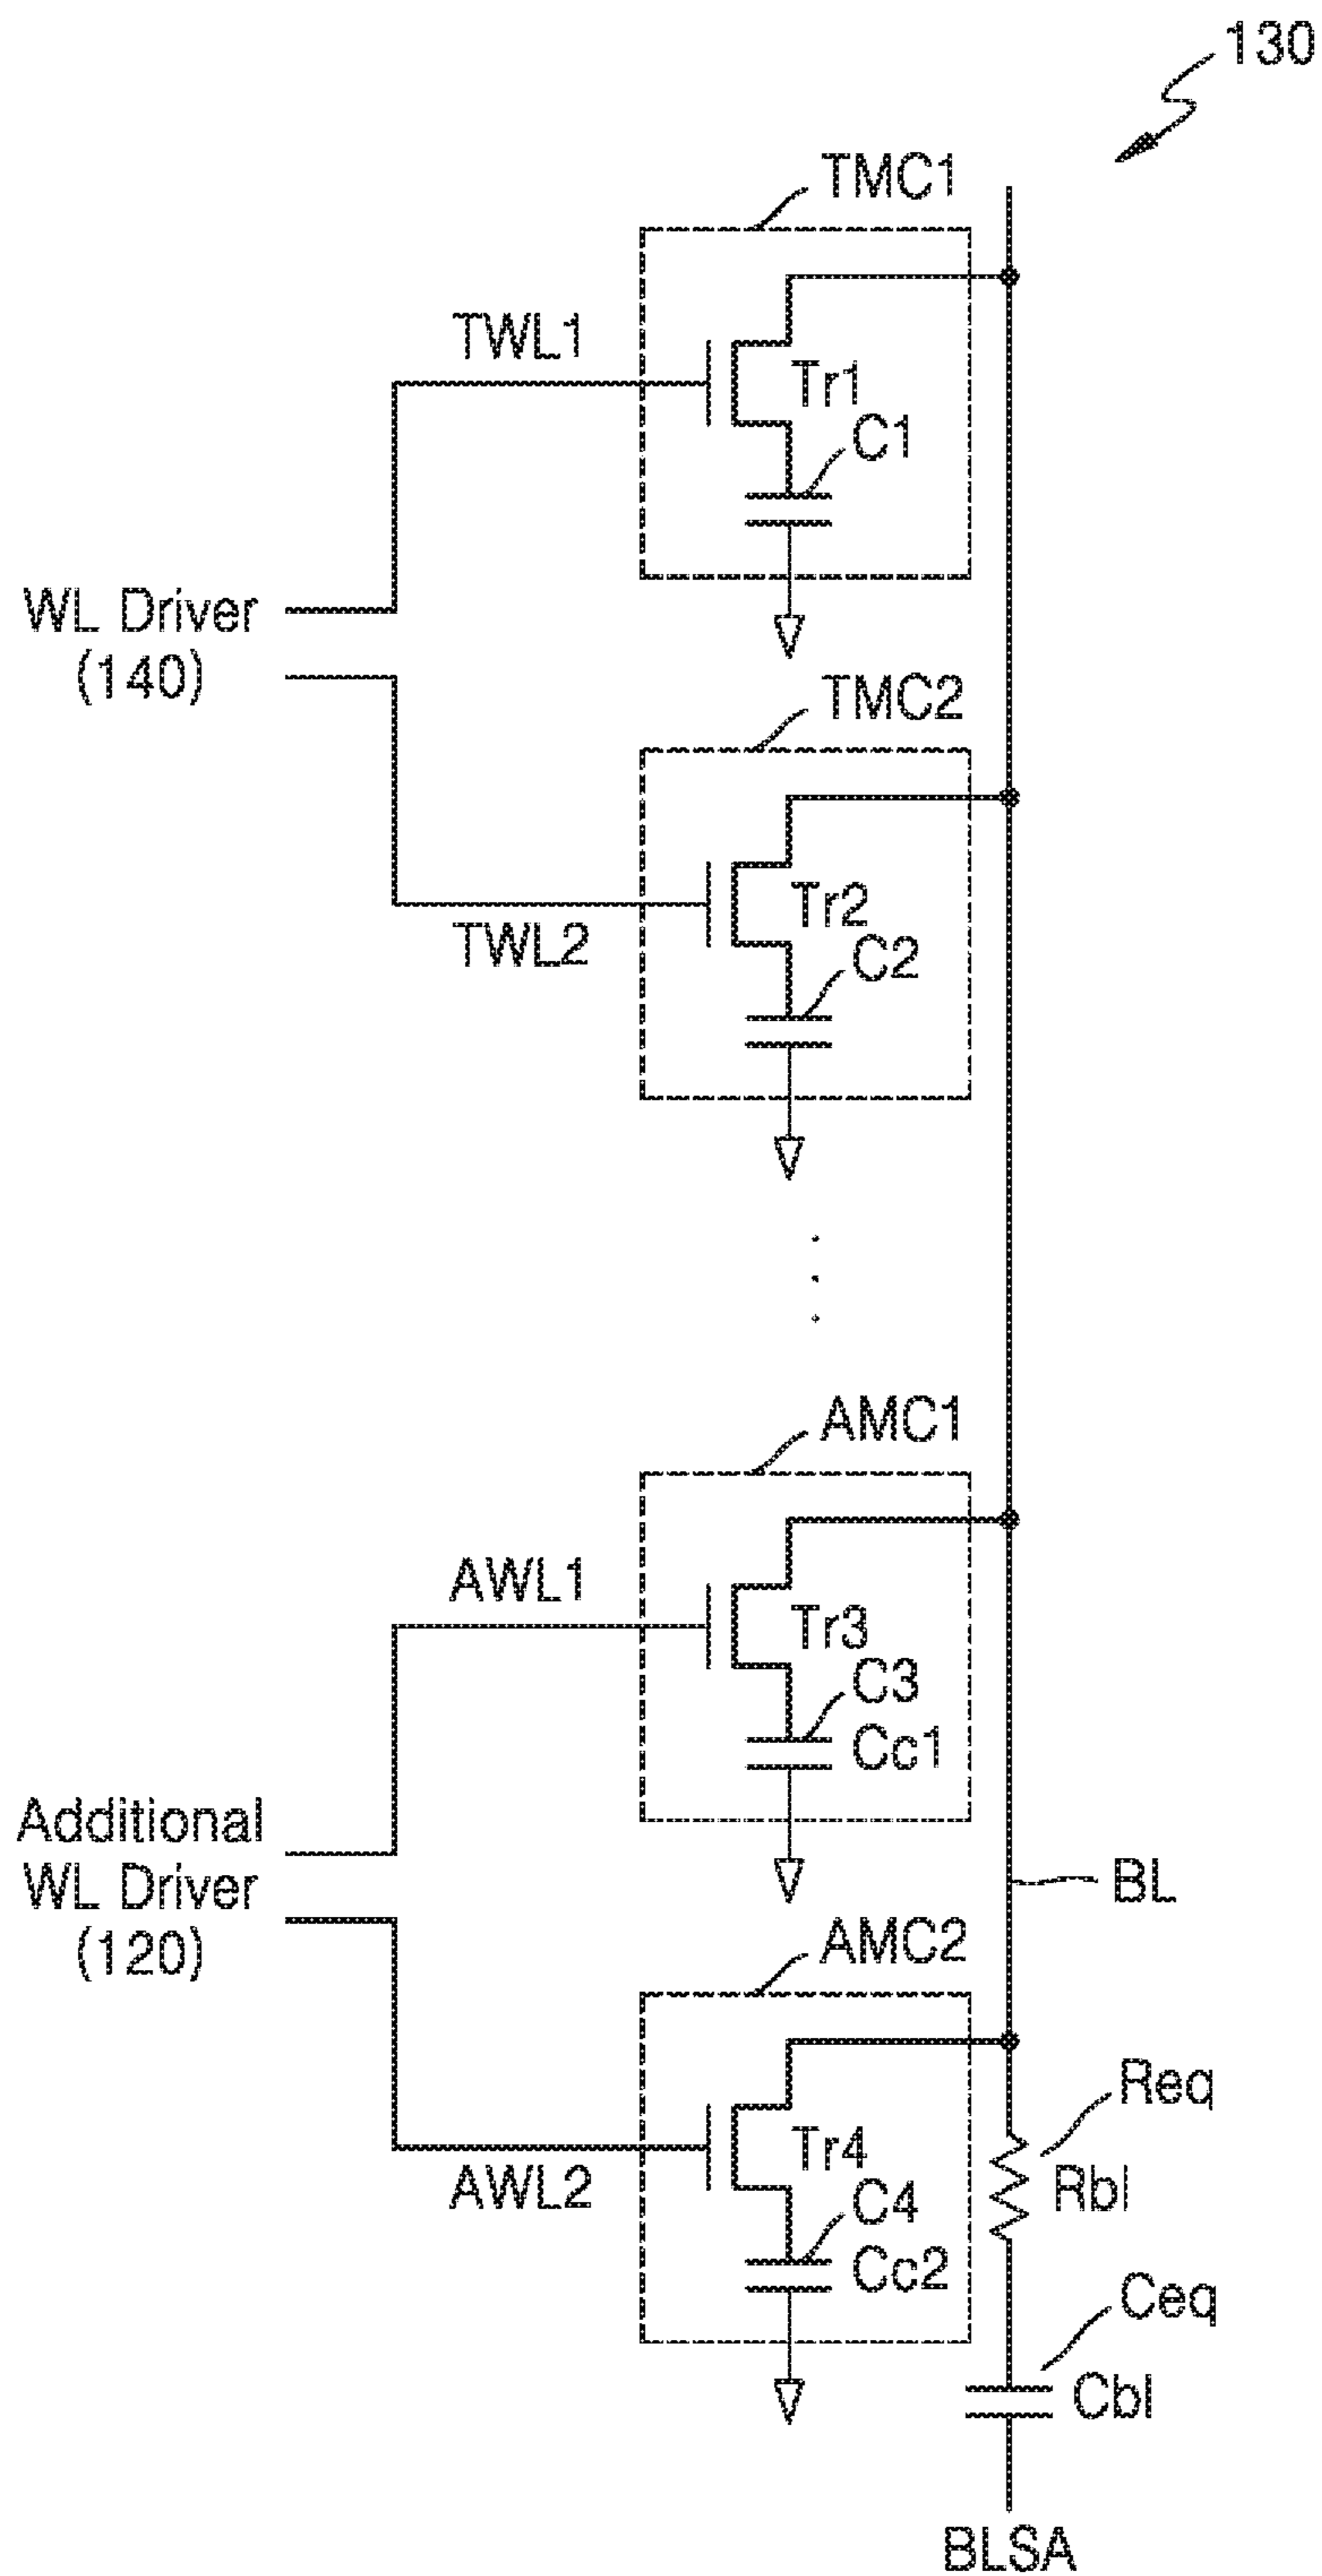 130
TMC1
TWL1
Tr1
C1
WL Driver
(140)
TMC2
Tr2
TWL2
C2
AMC1
AWL1
Tr3
C3
Cc1
Additional
WL Driver
(120)
BL
AMC2
Req
Tr4
AWL2
Rbl
C4
Cc2
Ceq
Cbl
BLSA